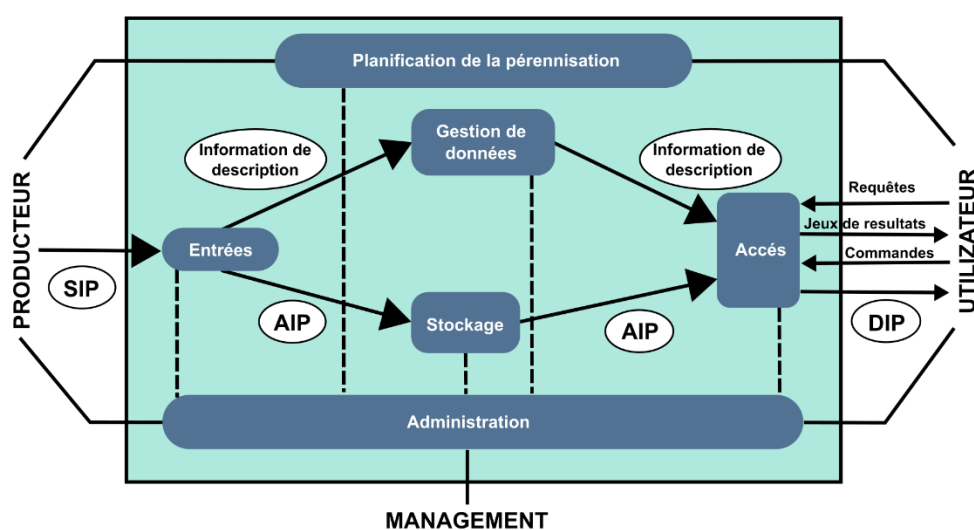 Planification de la pérennisation
Gestion de
données
Information de
description
Information de
description
Requêtes
Jeux de resultats
Commandes
PRODUCTEUR
UTILIZATEUR
Entrées
Accés
SIP
AIP
Stockage
AIP
DIP
Administration
MANAGEMENT